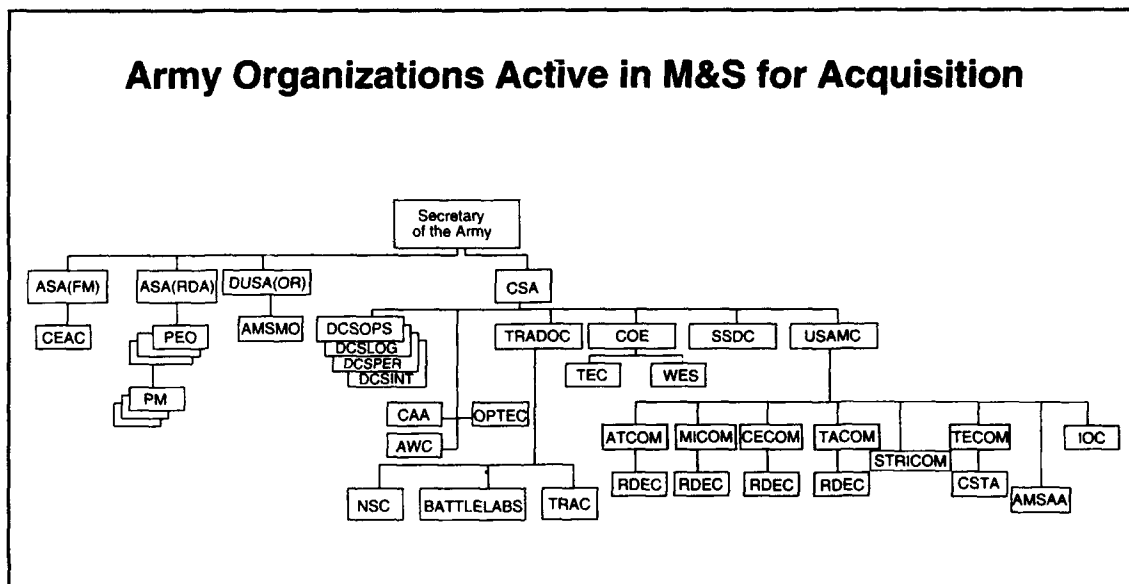 Army Organizations Active in M&S for Acquisition
Secretary
of the Army
ASA(FM)
ASA(RDA)
DUSA(OR)
CSA
CEAC
PEO
AMSMO
DCSOPS
DCSLOG
DCSPER
DCSINT
TRADOC
COE
SSDC
USAMC
TEC
WES
PM
CAA
OPTEC
AWC
ATCOM
MICOM
CECOM
TACOM
STRICOM
TECOM
IOC
RDEC
RDEC
RDEC
RDEC
CSTA
AMSAA
NSC
BATTLELABS
TRAC